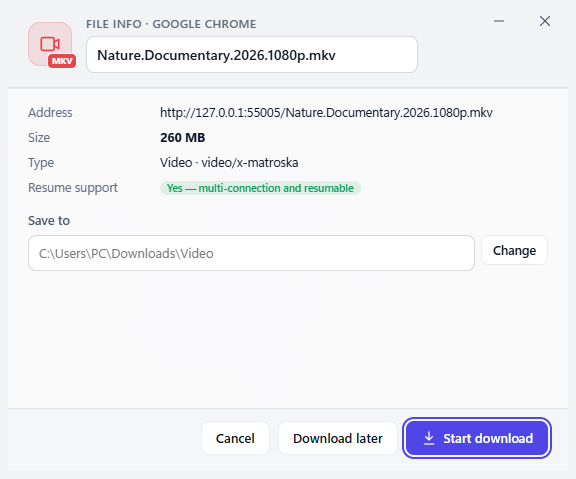 FILE INFO · GOOGLE CHROME
MKV
Nature.Documentary.2026.1080p.mkv
Address http://127.0.0.1:55005/Nature.Documentary.2026.1080p.mkv
Size 260 MB
Type Video · video/x-matroska
Resume support Yes — multi-connection and resumable
Save to
C:\Users\PC\Downloads\Video Change
Cancel Download later Start download